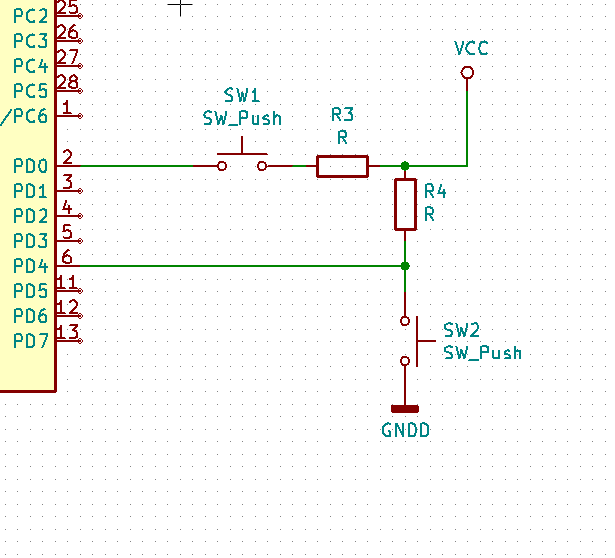 PC2 25
PC3 26
PC4 27
PC5 28
/PC6 1
PD0 2
PD1 3
PD2 4
PD3 5
PD4 6
PD5 11
PD6 12
PD7 13
SW1
SW_Push
R3
R
VCC
R4
R
SW2
SW_Push
GNDD